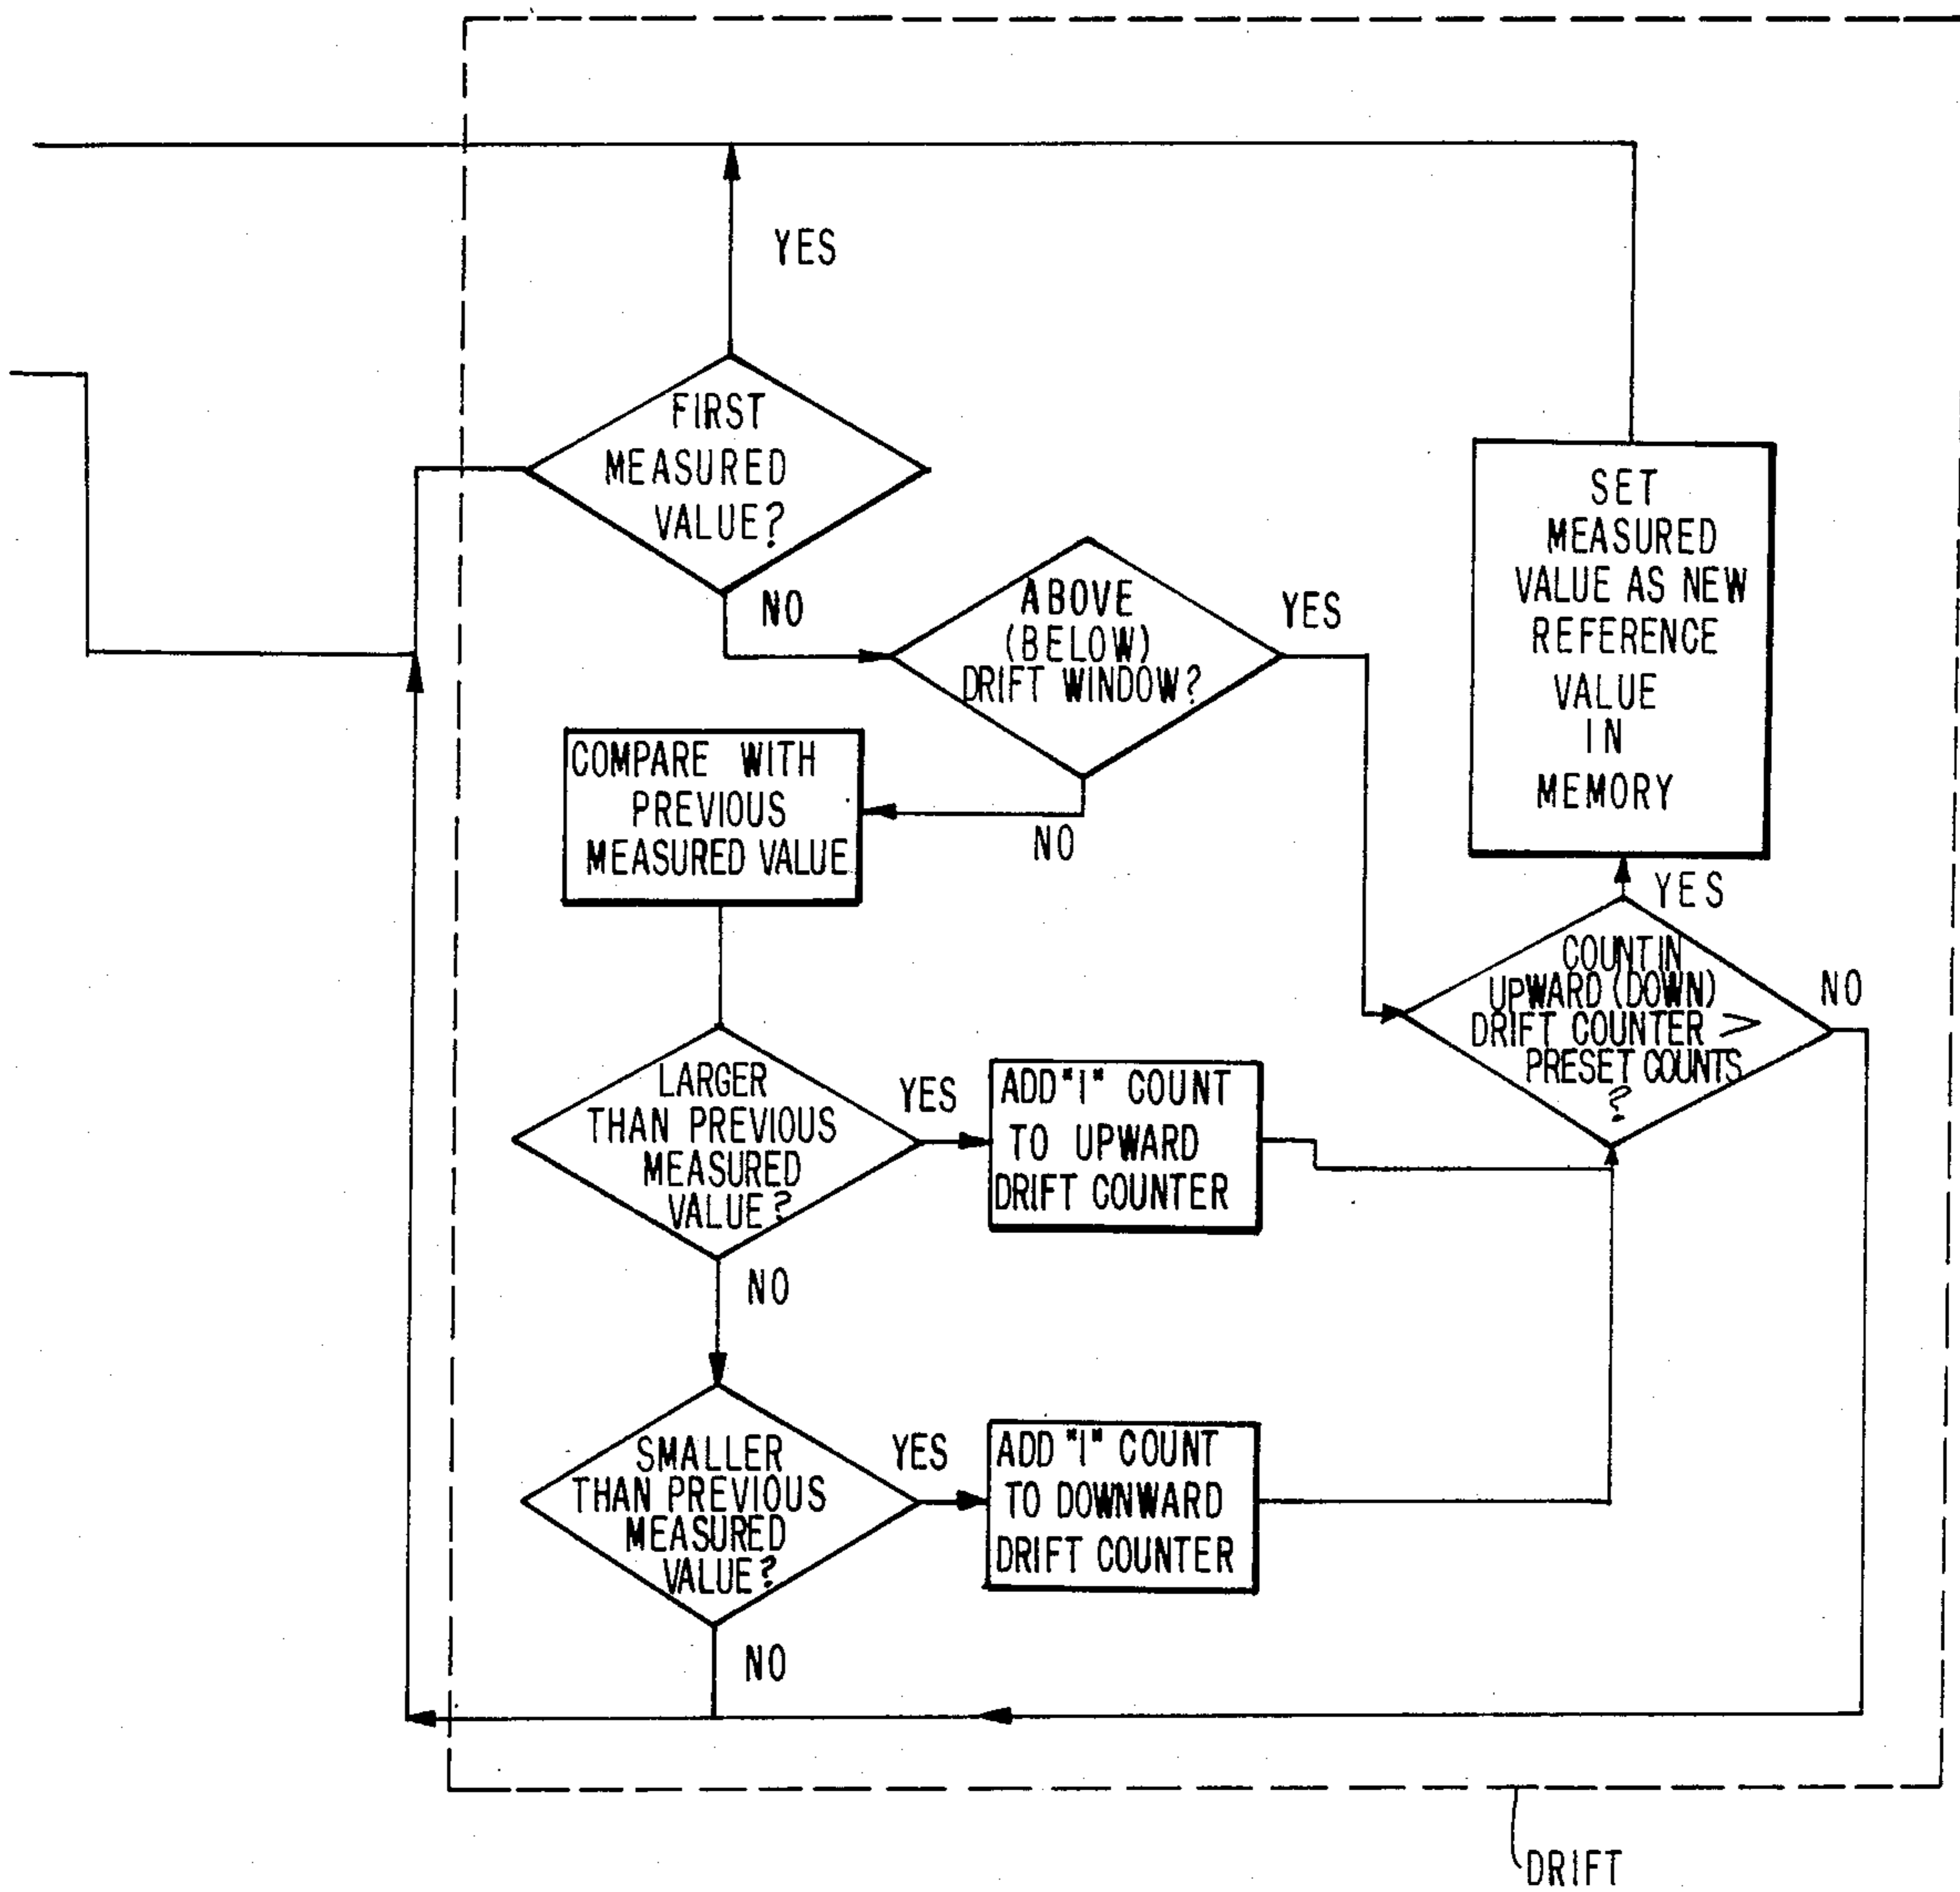 YES
FIRST
MEASURED
VALUE?
NO
ABOVE
(BELOW)
DRIFT WINDOW?
YES
NO
SET
MEASURED
VALUE AS NEW
REFERENCE
VALUE
IN
MEMORY
COMPARE WITH
PREVIOUS
MEASURED VALUE
YES
COUNT IN
UPWARD (DOWN)
DRIFT COUNTER >
PRESET COUNTS
?
NO
LARGER
THAN PREVIOUS
MEASURED
VALUE?
YES
ADD "1" COUNT
TO UPWARD
DRIFT COUNTER
NO
SMALLER
THAN PREVIOUS
MEASURED
VALUE?
YES
ADD "1" COUNT
TO DOWNWARD
DRIFT COUNTER
NO
DRIFT